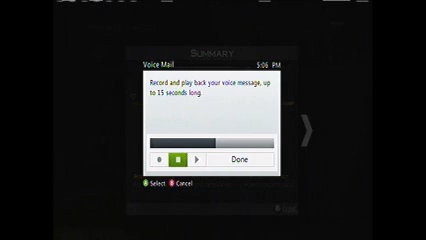 SUMMARY
Voice Mail 5:06 PM
Record and play back your voice message, up
to 15 seconds long.
Done
A Select B Cancel